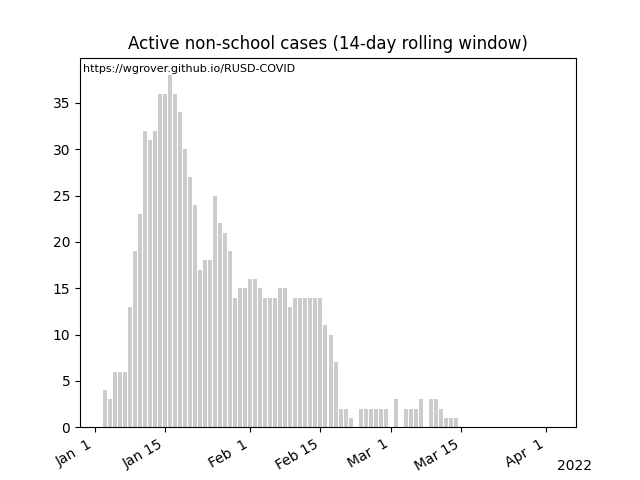 Active non-school cases (14-day rolling window)
https://wgrover.github.io/RUSD-COVID
35
30
25
20
15
10
5
0
Jan 1
Jan 15
Feb 1
Feb 15
Mar 1
Mar 15
Apr 1
2022